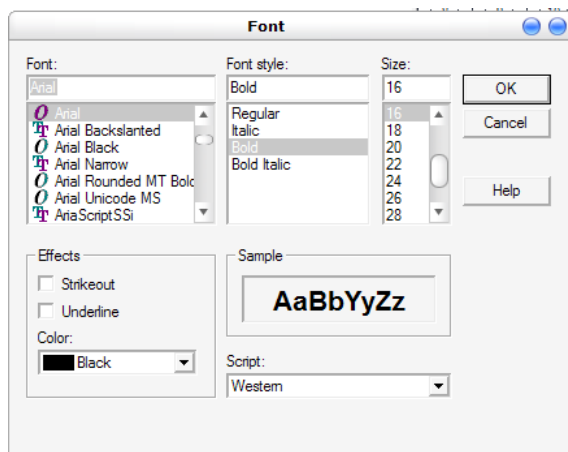 Font
Font:
Arial
Arial
Arial Backslanted
Arial Black
Arial Narrow
Arial Rounded MT Bold
Arial Unicode MS
AriaScriptSSi
Font style:
Bold
Regular
Italic
Bold
Bold Italic
Size:
16
16
18
20
22
24
26
28
OK
Cancel
Help
Effects
Strikeout
Underline
Color:
Black
Sample
AaBbYyZz
Script:
Western